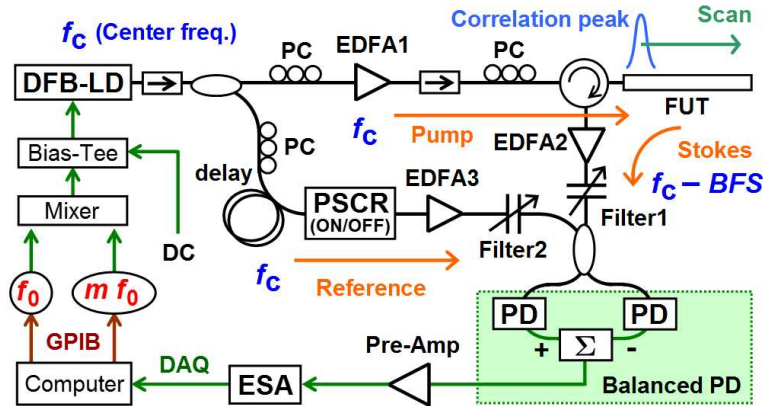 fc (Center freq.)
PC
EDFA1
PC
Correlation peak
Scan
DFB-LD
FUT
fc
Pump
EDFA2
Stokes
fc – BFS
Bias-Tee
PC
delay
Mixer
DC
PSCR
(ON/OFF)
EDFA3
Filter2
Filter1
fc
Reference
f0
m f0
PD
PD
+
Σ
-
Balanced PD
GPIB
DAQ
Pre-Amp
Computer
ESA